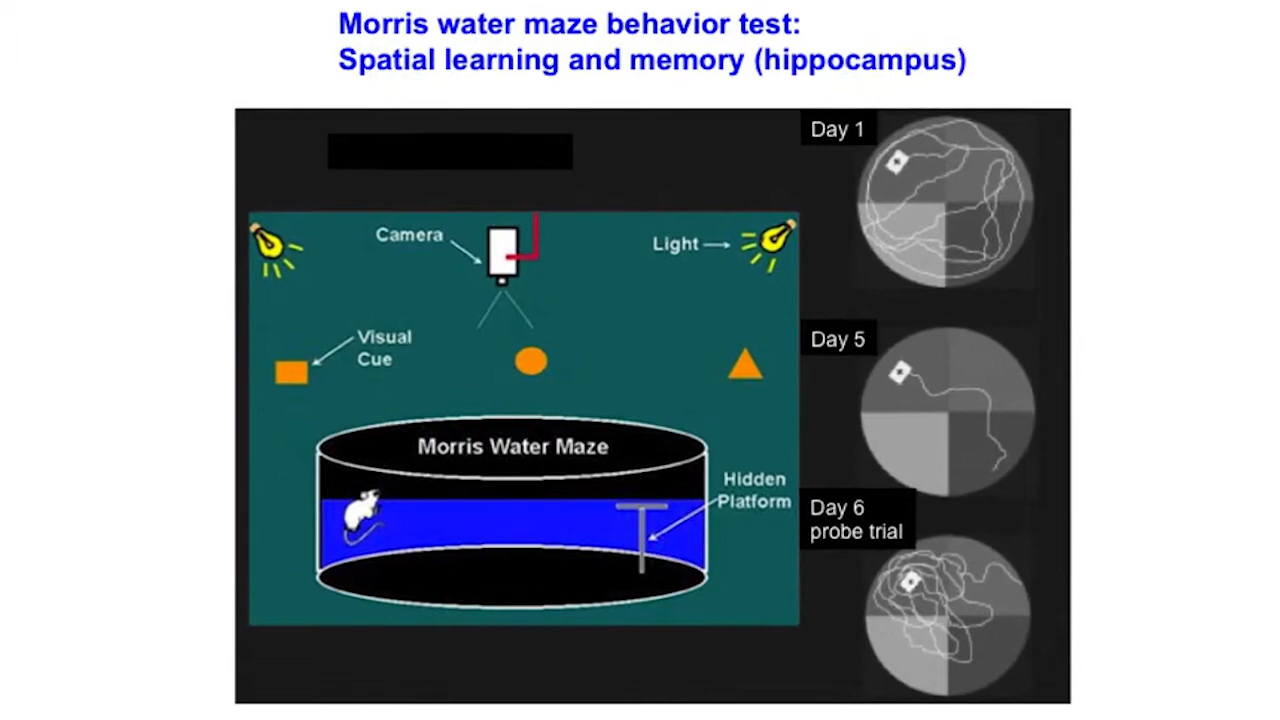 Morris water maze behavior test:
Spatial learning and memory (hippocampus)
Camera
Light
Visual
Cue
Morris Water Maze
Hidden
Platform
Day 1
Day 5
Day 6
probe trial